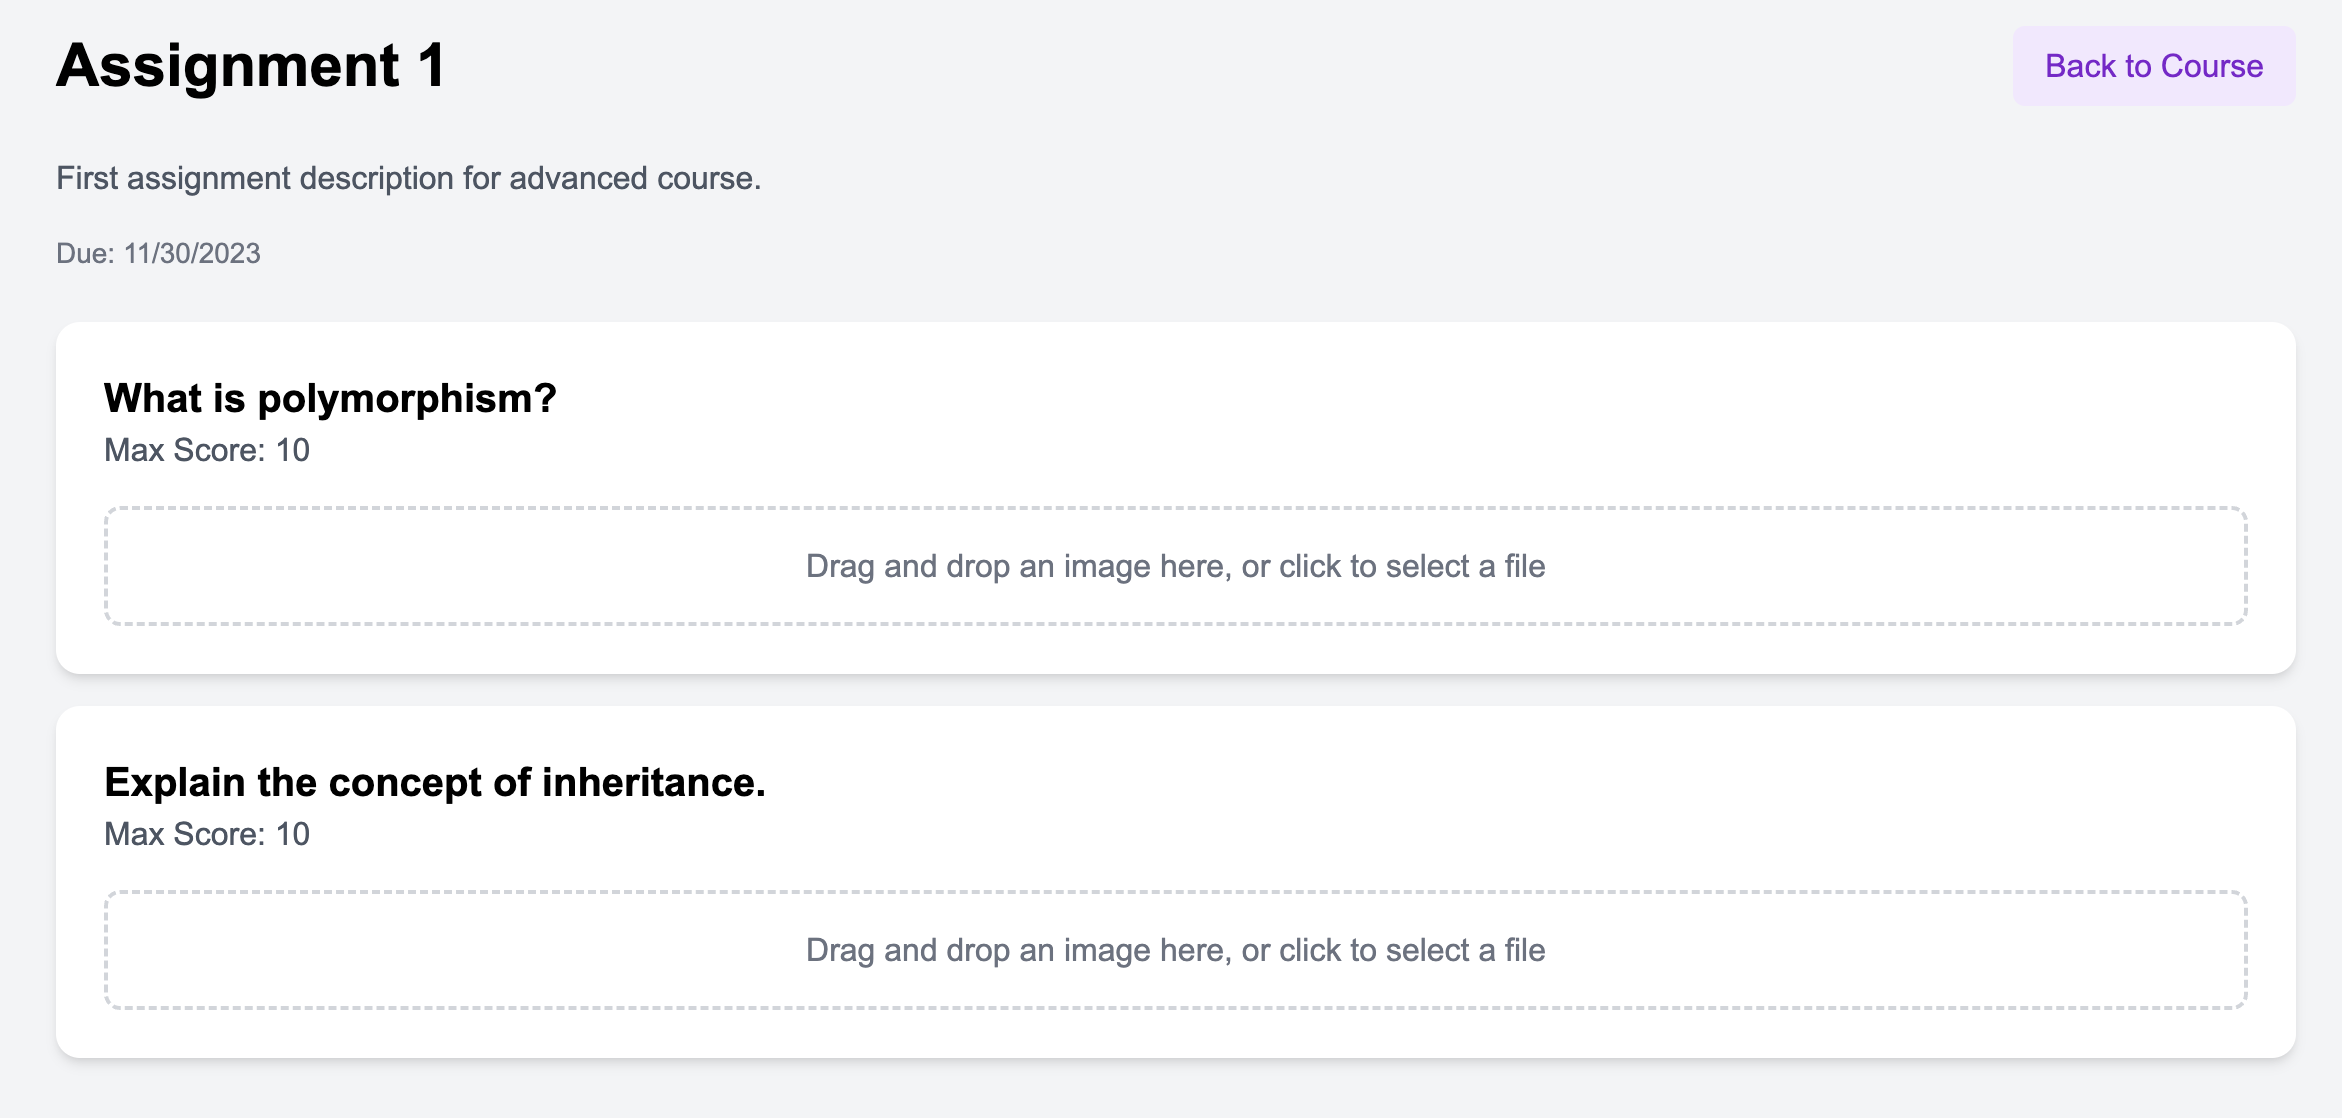 Assignment 1
Back to Course
First assignment description for advanced course.
Due: 11/30/2023
What is polymorphism?
Max Score: 10
Drag and drop an image here, or click to select a file
Explain the concept of inheritance.
Max Score: 10
Drag and drop an image here, or click to select a file